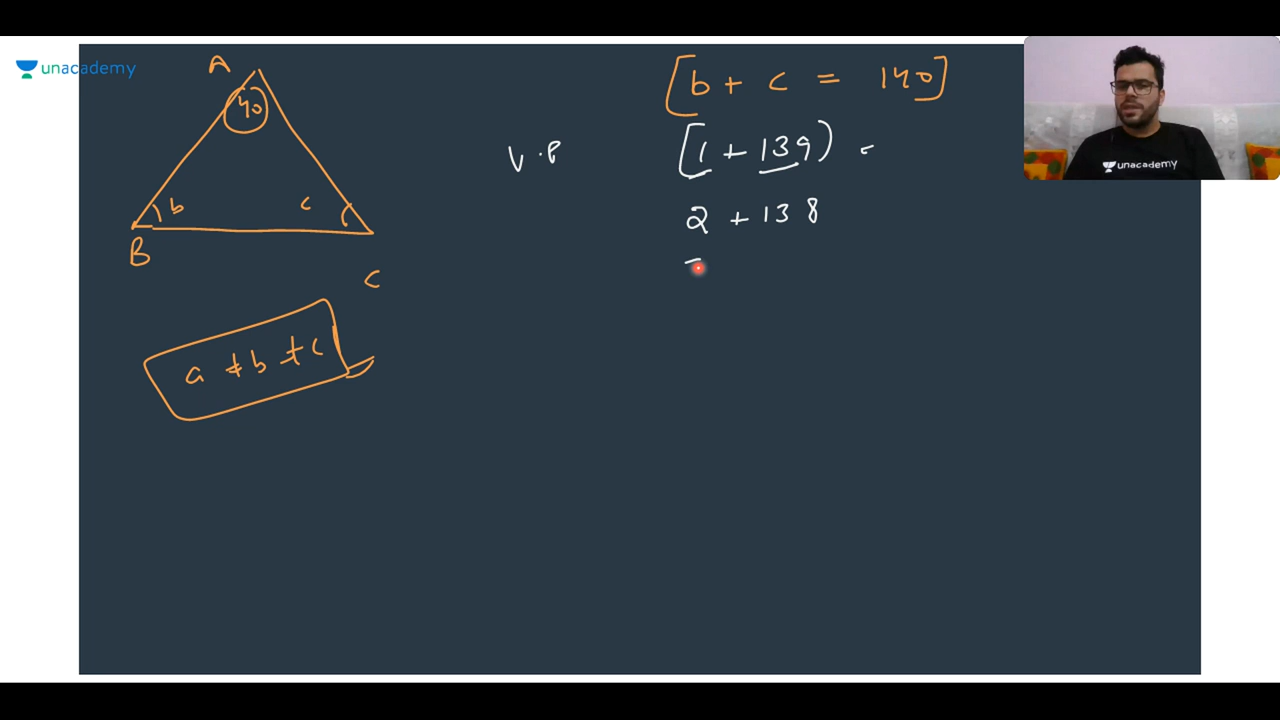 unacademy
A
40
b
c
B
C
a ≠ b ≠ c
[b + c = 140]
[1 + 139) =
2 + 138
unacademy